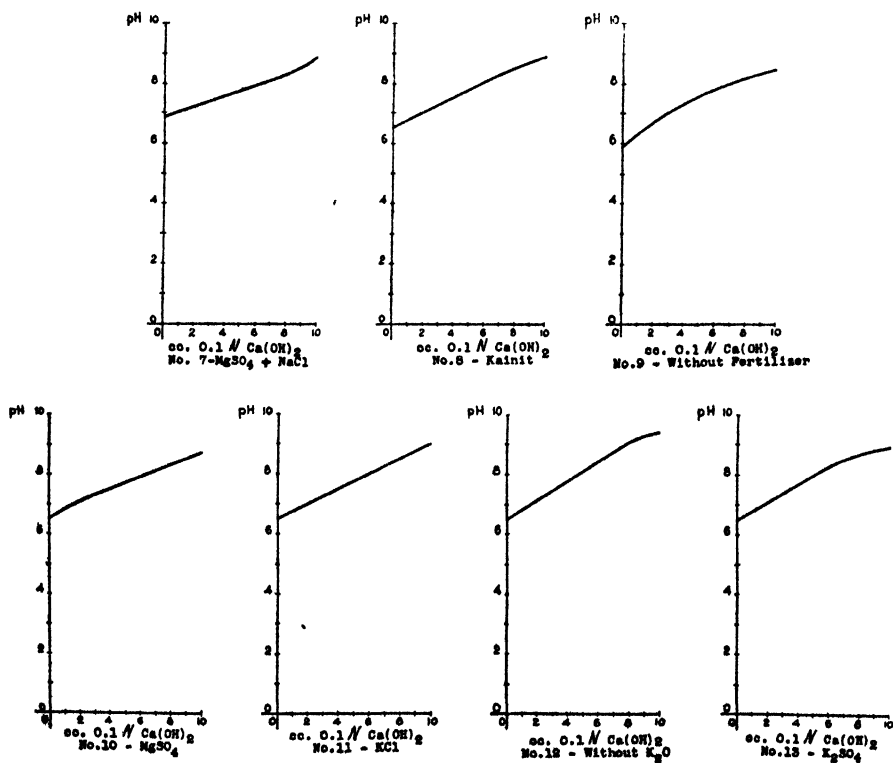 pH 10
8
6
4
2
0
0 2 4 6 8 10
cc. 0.1 N Ca(OH)2
No. 7-MgSO4 + NaCl
pH 10
8
6
4
2
0
0 2 4 6 8 10
cc. 0.1 N Ca(OH)2
No.8 - Kainit
pH 10
8
6
4
2
0
0 2 4 6 8 10
cc. 0.1 N Ca(OH)2
No.9 - Without Fertilizer
pH 10
8
6
4
2
0
2 4 6 8 10
cc. 0.1 N Ca(OH)2
No.10 - MgSO4
pH 10
8
6
4
2
0
0 2 4 6 8 10
cc. 0.1 N Ca(OH)2
No.11 - KCl
pH 10
8
6
4
2
0
0 2 4 6 8 10
cc. 0.1 N Ca(OH)2
No.12 - Without K2O
pH 10
8
6
4
2
0
0 2 4 6 8 10
cc. 0.1 N Ca(OH)2
No.13 - K2SO4